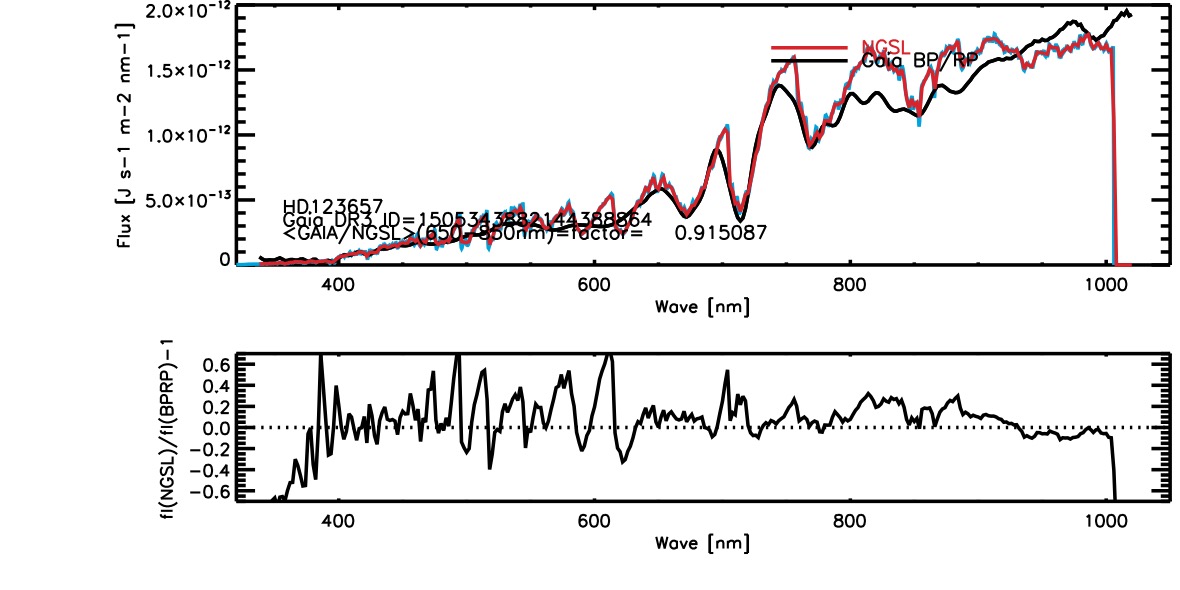 2.0×10⁻¹²
1.5×10⁻¹²
1.0×10⁻¹²
5.0×10⁻¹³
0
Flux [J s−1 m−2 nm−1]
NGSL
Gaia BP/RP
HD123657
Gaia DR3 ID=1505343882144388864
<GAIA/NGSL>(650−850nm)=factor= 0.915087
400 600 800 1000
Wave [nm]
0.6
0.4
0.2
0.0
−0.2
−0.4
−0.6
fl(NGSL)/fl(BPRP)−1
400 600 800 1000
Wave [nm]